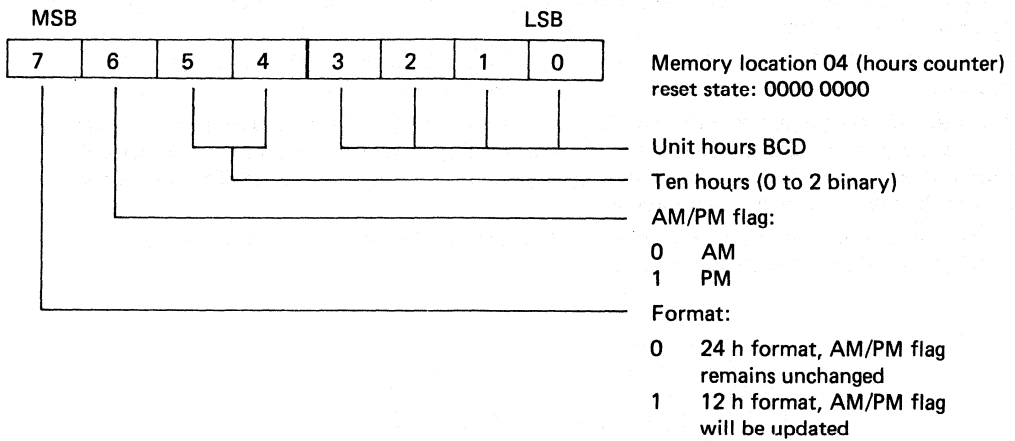 MSB LSB
7 6 5 4 3 2 1 0
Memory location 04 (hours counter)
reset state: 0000 0000
Unit hours BCD
Ten hours (0 to 2 binary)
AM/PM flag:
0 AM
1 PM
Format:
0 24 h format, AM/PM flag
remains unchanged
1 12 h format, AM/PM flag
will be updated